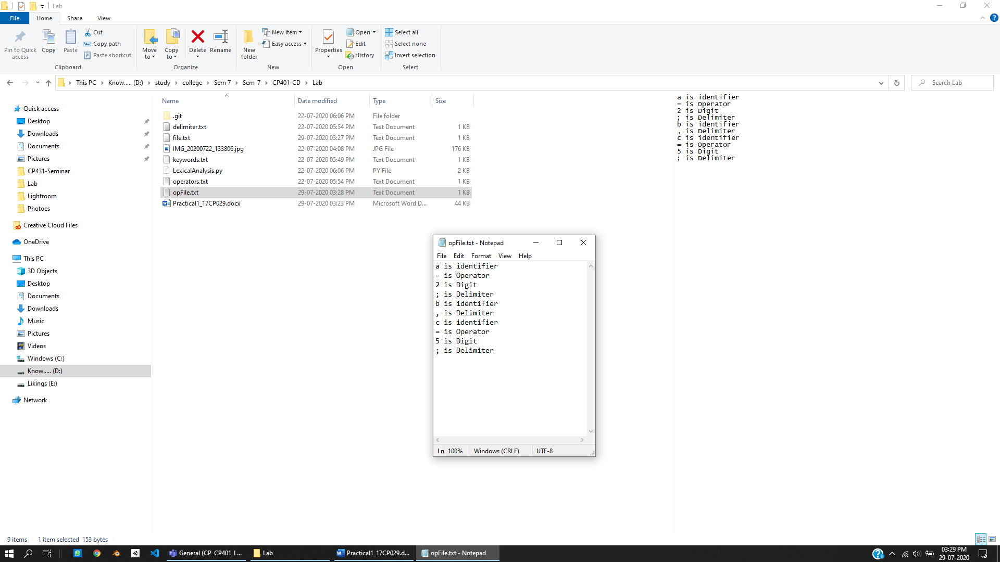 Lab
File
Home
Share
View
Pin to Quick access
Copy
Paste
Cut
Copy path
Paste shortcut
Clipboard
Move to
Copy to
Delete
Rename
Organize
New folder
New item
Easy access
New
Properties
Open
Edit
History
Open
Select all
Select none
Invert selection
Select
This PC > Know..... (D:) > study > college > Sem 7 > Sem-7 > CP401-CD > Lab
Search Lab
Quick access
Desktop
Downloads
Documents
Pictures
CP431-Seminar
Lab
Lightroom
Photoes
Creative Cloud Files
OneDrive
This PC
3D Objects
Desktop
Documents
Downloads
Music
Pictures
Videos
Windows (C:)
Know..... (D:)
Likings (E:)
Network
Name Date modified Type Size
.git 22-07-2020 06:06 PM File folder
delimiter.txt 22-07-2020 05:54 PM Text Document 1 KB
file.txt 29-07-2020 03:27 PM Text Document 1 KB
IMG_20200722_133806.jpg 22-07-2020 04:08 PM JPG File 176 KB
keywords.txt 22-07-2020 05:49 PM Text Document 1 KB
LexicalAnalysis.py 22-07-2020 06:06 PM PY File 2 KB
operators.txt 22-07-2020 05:54 PM Text Document 1 KB
opFile.txt 29-07-2020 03:28 PM Text Document 1 KB
Practical1_17CP029.docx 29-07-2020 03:23 PM Microsoft Word D... 44 KB
a is identifier
= is Operator
2 is Digit
; is Delimiter
b is identifier
, is Delimiter
c is identifier
= is Operator
5 is Digit
; is Delimiter
opFile.txt - Notepad
File Edit Format View Help
a is identifier
= is Operator
2 is Digit
; is Delimiter
b is identifier
, is Delimiter
c is identifier
= is Operator
5 is Digit
; is Delimiter
Ln 100% Windows (CRLF) UTF-8
9 items 1 item selected 153 bytes
General (CP_CP401_L...
Lab
Practical1_17CP029.d...
opFile.txt - Notepad
03:29 PM
29-07-2020